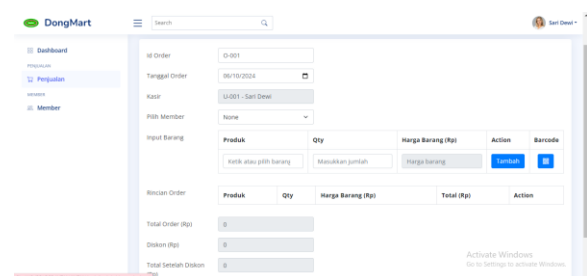 DongMart
Search
Sari Dewi
Dashboard
PENJUALAN
Penjualan
MEMBER
Member
Id Order O-001
Tanggal Order 06/10/2024
Kasir U-001 - Sari Dewi
Pilih Member None
Input Barang Produk Qty Harga Barang (Rp) Action Barcode
Ketik atau pilih barang Masukkan jumlah Harga barang Tambah
Rincian Order Produk Qty Harga Barang (Rp) Total (Rp) Action
Total Order (Rp) 0
Diskon (Rp) 0
Total Setelah Diskon 0
Activate Windows
Go to Settings to activate Windows.